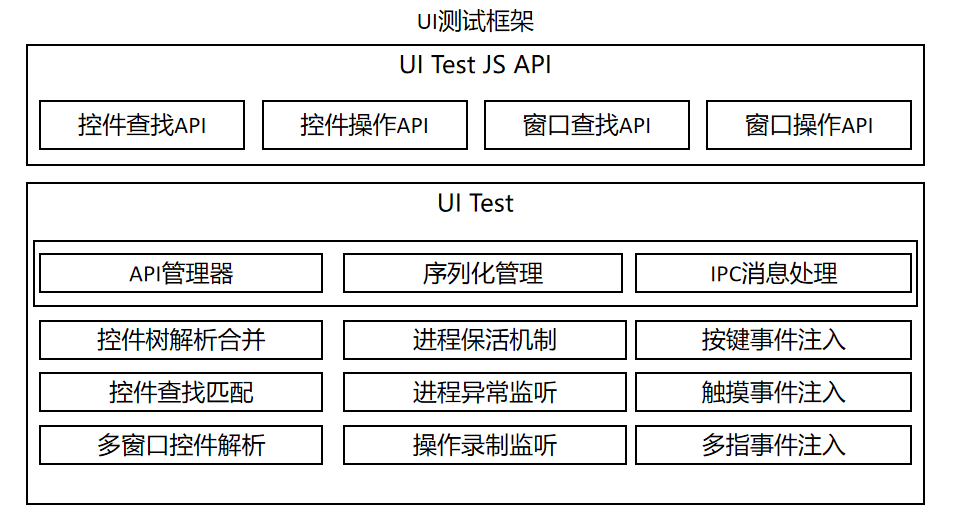 UI测试框架
UI Test JS API
控件查找API 控件操作API 窗口查找API 窗口操作API
UI Test
API管理器 序列化管理 IPC消息处理
控件树解析合并 进程保活机制 按键事件注入
控件查找匹配 进程异常监听 触摸事件注入
多窗口控件解析 操作录制监听 多指事件注入